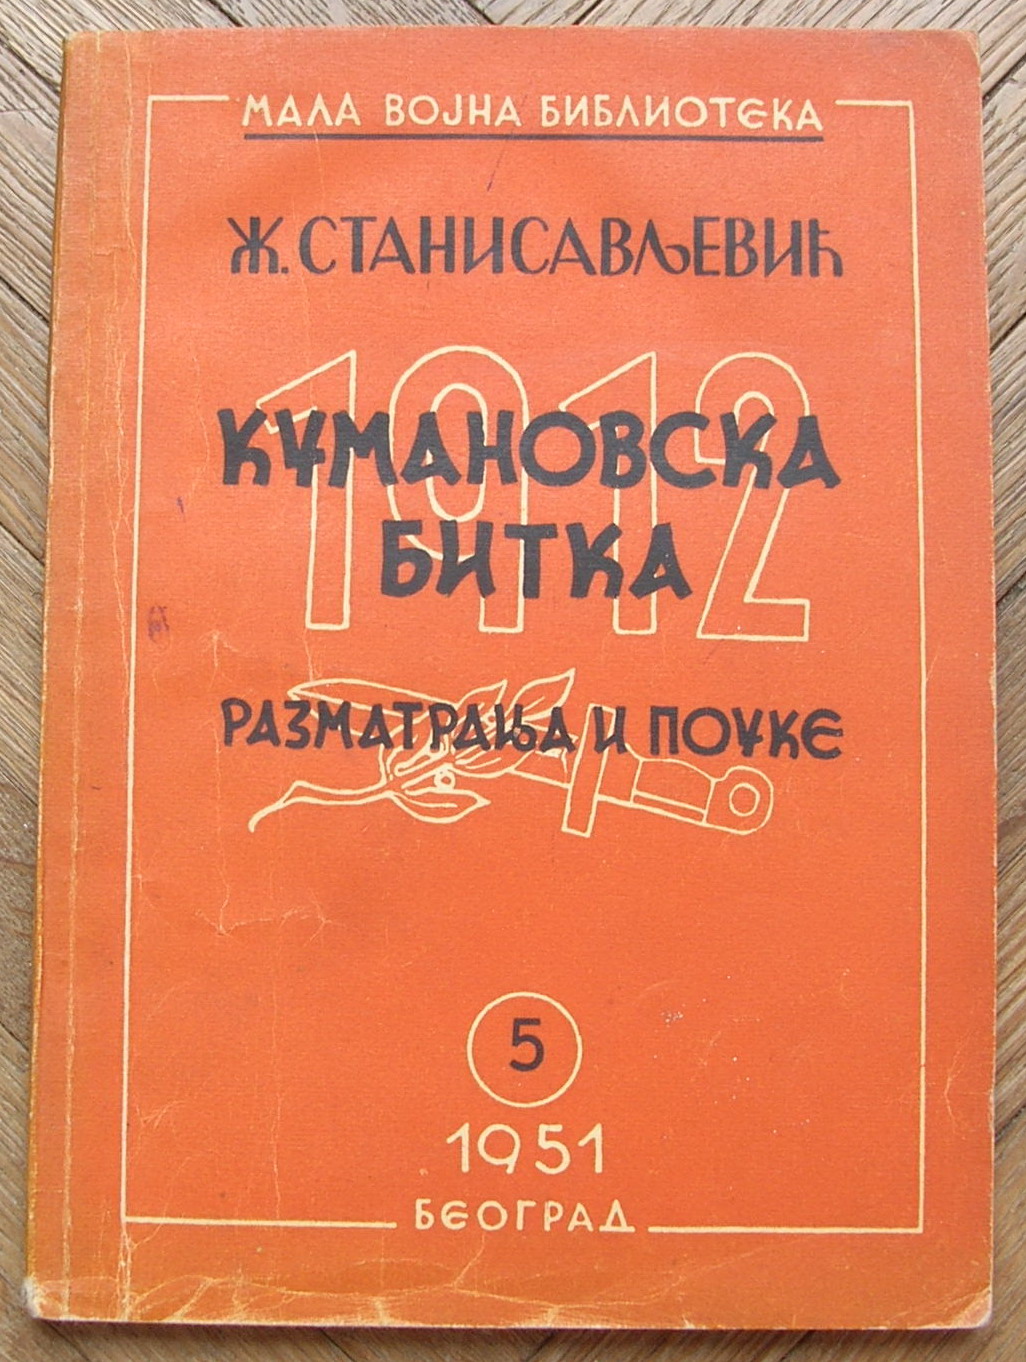 МАЛА ВОЈНА БИБЛИОТЕКА
Ж. СТАНИСАВЉЕВИЋ
1912
КУМАНОВСКА
БИТКА
РАЗМАТРАЊА И ПОУКЕ
5
1951
БЕОГРАД